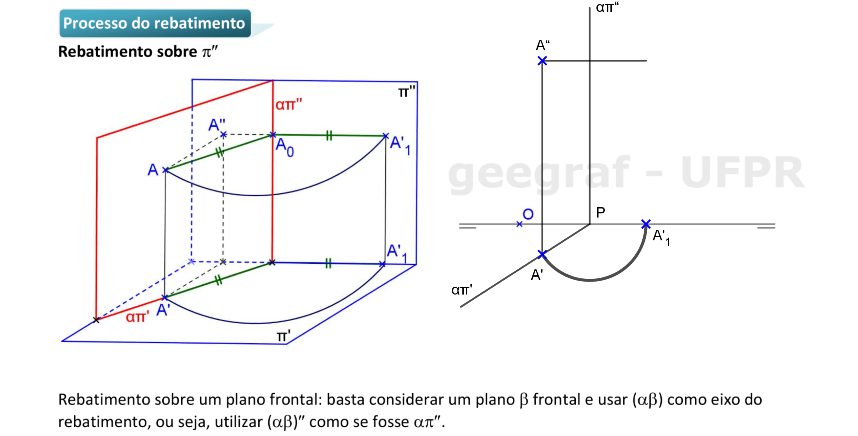 Processo do rebatimento
Rebatimento sobre π″
π"
απ"
A"
A
A0
A'1
A'1
A'
απ'
π'
απ"
A"
geegraf - UFPR
O
P
A'1
A'
απ'
Rebatimento sobre um plano frontal: basta considerar um plano β frontal e usar (αβ) como eixo do
rebatimento, ou seja, utilizar (αβ)″ como se fosse απ″.